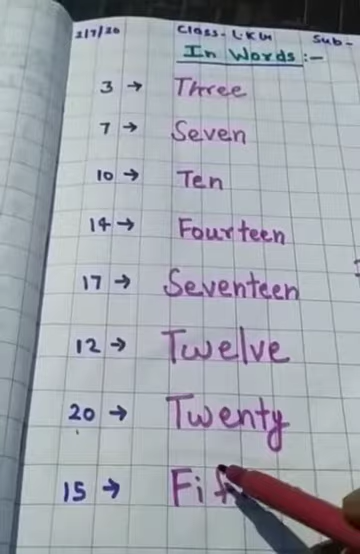 2/7/20 Class- LKG Sub-
In Words:-
3 → Three
7 → Seven
10 → Ten
14 → Fourteen
17 → Seventeen
12 → Twelve
20 → Twenty
15 → Fif